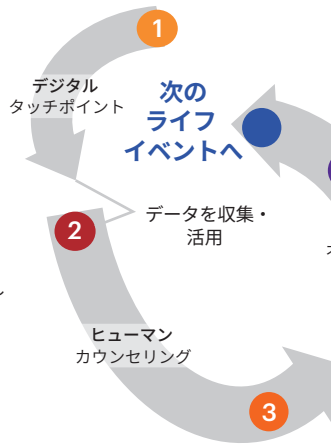 1
デジタル
タッチポイント
次の
ライフ
イベントへ
データを収集・
活用
2
ヒューマン
カウンセリング
3